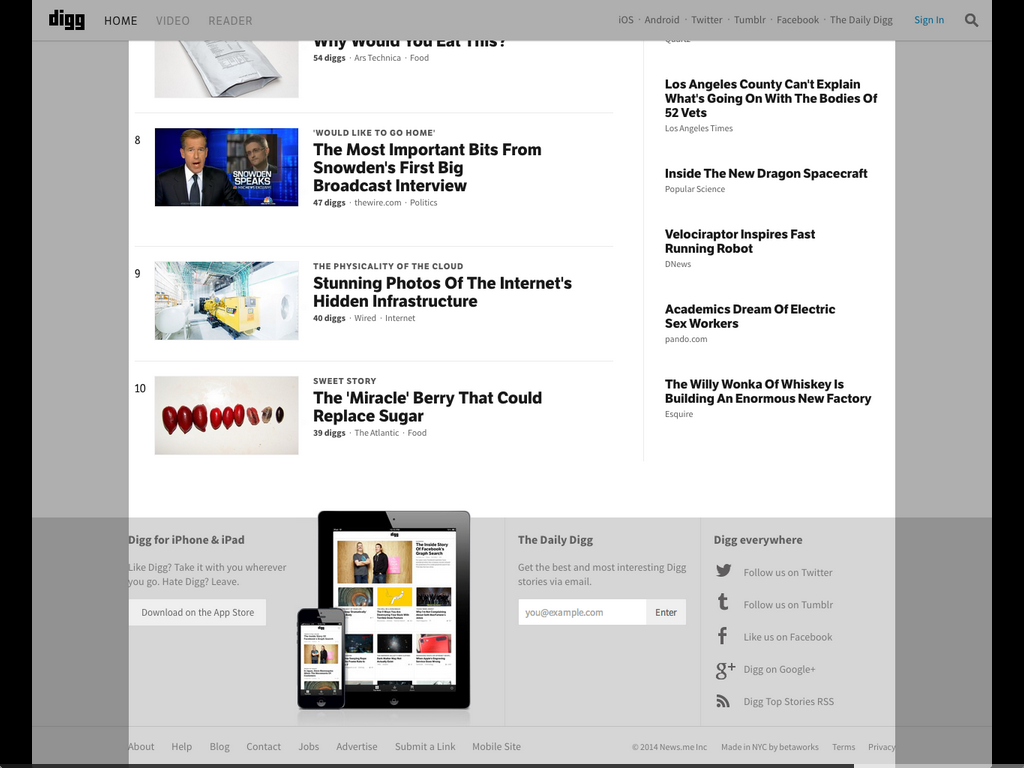 digg HOME VIDEO READER
iOS · Android · Twitter · Tumblr · Facebook · The Daily Digg Sign In
Why Would You Eat This?
54 diggs · Ars Technica · Food
8
'WOULD LIKE TO GO HOME'
The Most Important Bits From
Snowden's First Big
Broadcast Interview
47 diggs · thewire.com · Politics
SNOWDEN
SPEAKS
9
THE PHYSICALITY OF THE CLOUD
Stunning Photos Of The Internet's
Hidden Infrastructure
40 diggs · Wired · Internet
10
SWEET STORY
The 'Miracle' Berry That Could
Replace Sugar
39 diggs · The Atlantic · Food
Quartz
Los Angeles County Can't Explain
What's Going On With The Bodies Of
52 Vets
Los Angeles Times
Inside The New Dragon Spacecraft
Popular Science
Velociraptor Inspires Fast
Running Robot
DNews
Academics Dream Of Electric
Sex Workers
pando.com
The Willy Wonka Of Whiskey Is
Building An Enormous New Factory
Esquire
Digg for iPhone & iPad
Like Digg? Take it with you wherever
you go. Hate Digg? Leave.
Download on the App Store
digg
The Inside Story
Of Facebook's
Graph Search
The Daily Digg
Get the best and most interesting Digg
stories via email.
you@example.com Enter
Digg everywhere
Follow us on Twitter
Follow us on Tumblr
Like us on Facebook
Digg on Google+
Digg Top Stories RSS
About Help Blog Contact Jobs Advertise Submit a Link Mobile Site
© 2014 News.me Inc Made in NYC by betaworks Terms Privacy